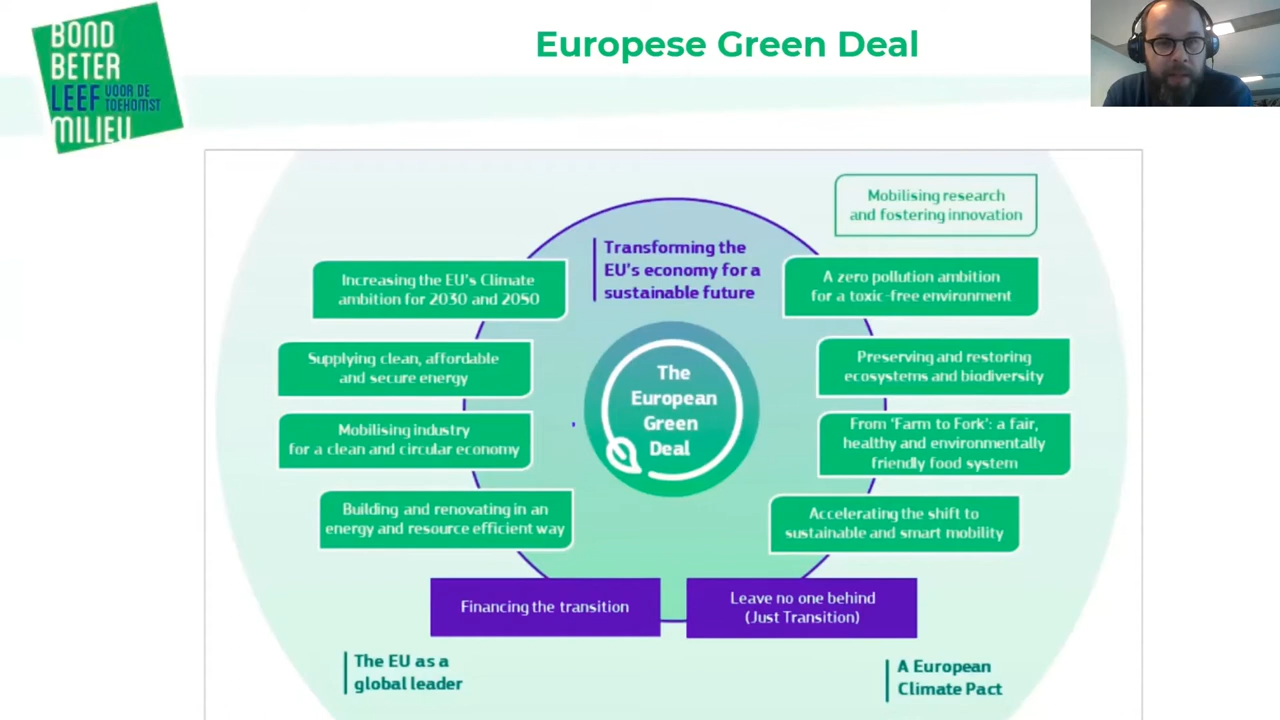 BOND
BETER
LEEF VOOR DE
TOEKOMST
MILIEU
Europese Green Deal
Mobilising research
and fostering innovation
Transforming the
EU's economy for a
sustainable future
Increasing the EU's Climate
ambition for 2030 and 2050
A zero pollution ambition
for a toxic-free environment
Supplying clean, affordable
and secure energy
Preserving and restoring
ecosystems and biodiversity
The
European
Green
Deal
Mobilising industry
for a clean and circular economy
From 'Farm to Fork': a fair,
healthy and environmentally
friendly food system
Building and renovating in an
energy and resource efficient way
Accelerating the shift to
sustainable and smart mobility
Financing the transition
Leave no one behind
(Just Transition)
The EU as a
global leader
A European
Climate Pact